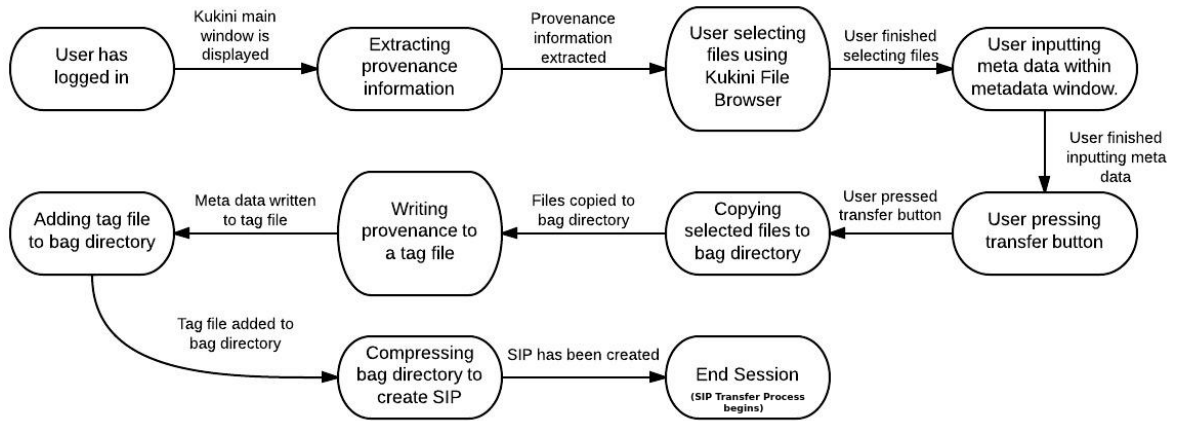 User has
logged in
Kukini main
window is
displayed
Extracting
provenance
information
Provenance
information
extracted
User selecting
files using
Kukini File
Browser
User finished
selecting files
User inputting
meta data within
metadata window.
User finished
inputting meta
data
User pressing
transfer button
User pressed
transfer button
Copying
selected files to
bag directory
Files copied to
bag directory
Writing
provenance to
a tag file
Meta data written
to tag file
Adding tag file
to bag directory
Tag file added to
bag directory
Compressing
bag directory to
create SIP
SIP has been created
End Session
(SIP Transfer Process
begins)